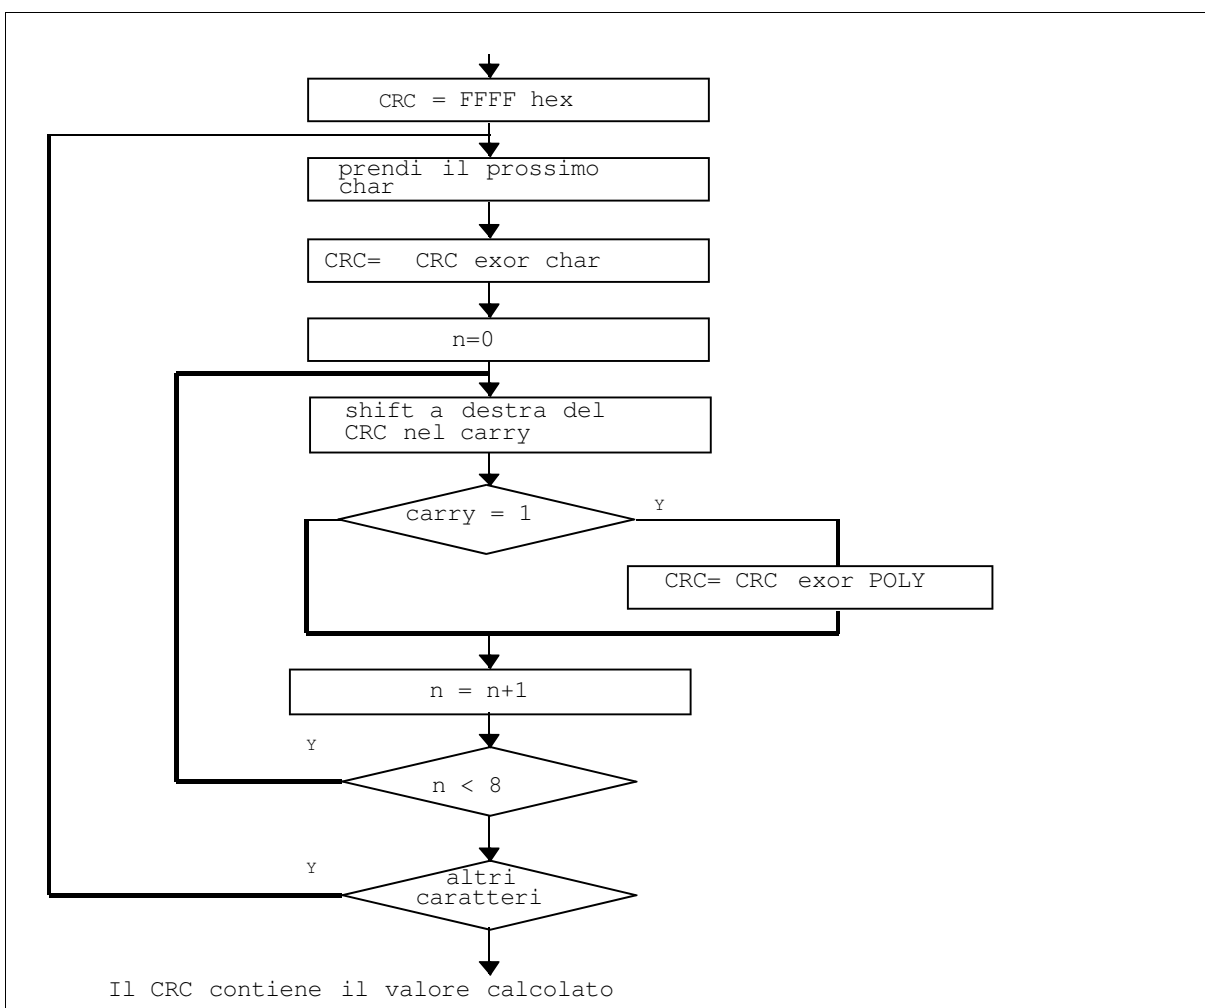 CRC = FFFF hex
prendi il prossimo
char
CRC= CRC exor char
n=0
shift a destra del
CRC nel carry
carry = 1
Y
CRC= CRC exor POLY
n = n+1
Y
n < 8
Y
altri
caratteri
Il CRC contiene il valore calcolato